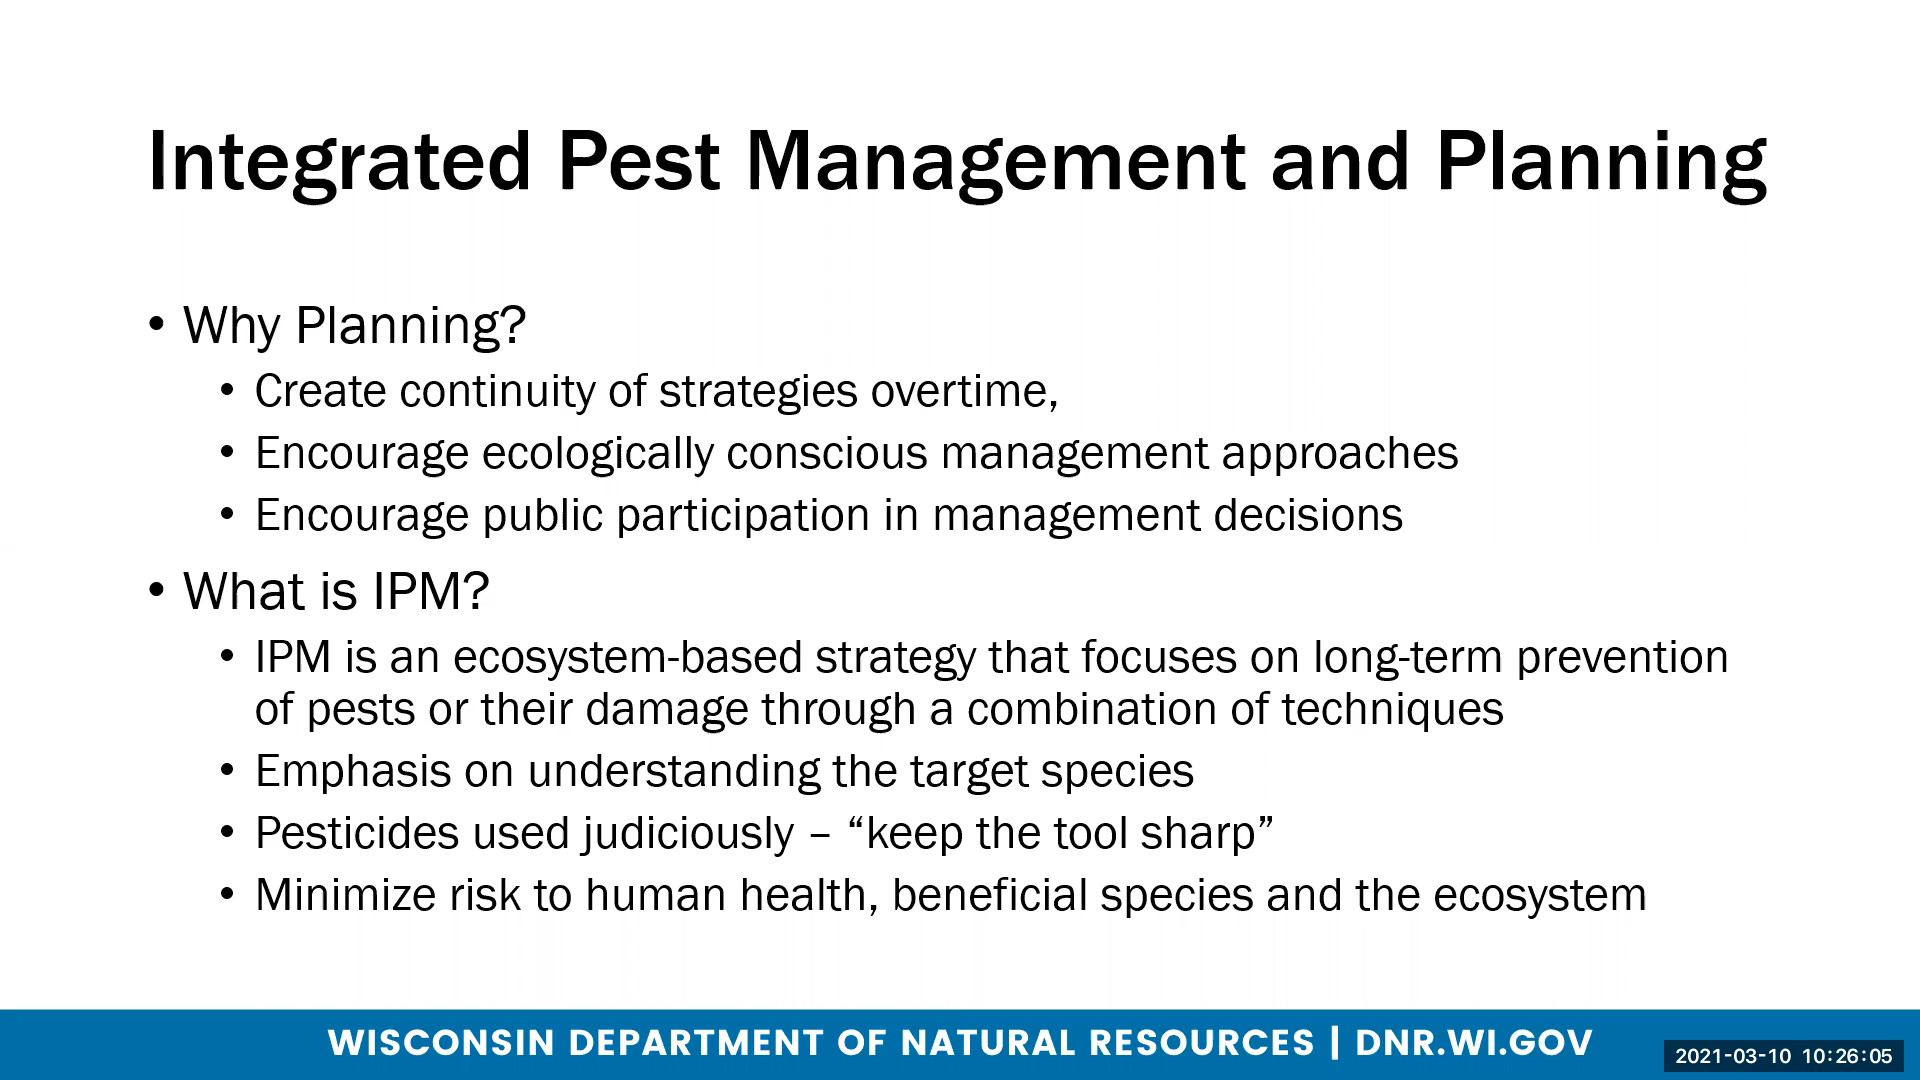 Integrated Pest Management and Planning
• Why Planning?
• Create continuity of strategies overtime,
• Encourage ecologically conscious management approaches
• Encourage public participation in management decisions
• What is IPM?
• IPM is an ecosystem-based strategy that focuses on long-term prevention
of pests or their damage through a combination of techniques
• Emphasis on understanding the target species
• Pesticides used judiciously – “keep the tool sharp”
• Minimize risk to human health, beneficial species and the ecosystem
WISCONSIN DEPARTMENT OF NATURAL RESOURCES | DNR.WI.GOV
2021-03-10 10:26:05